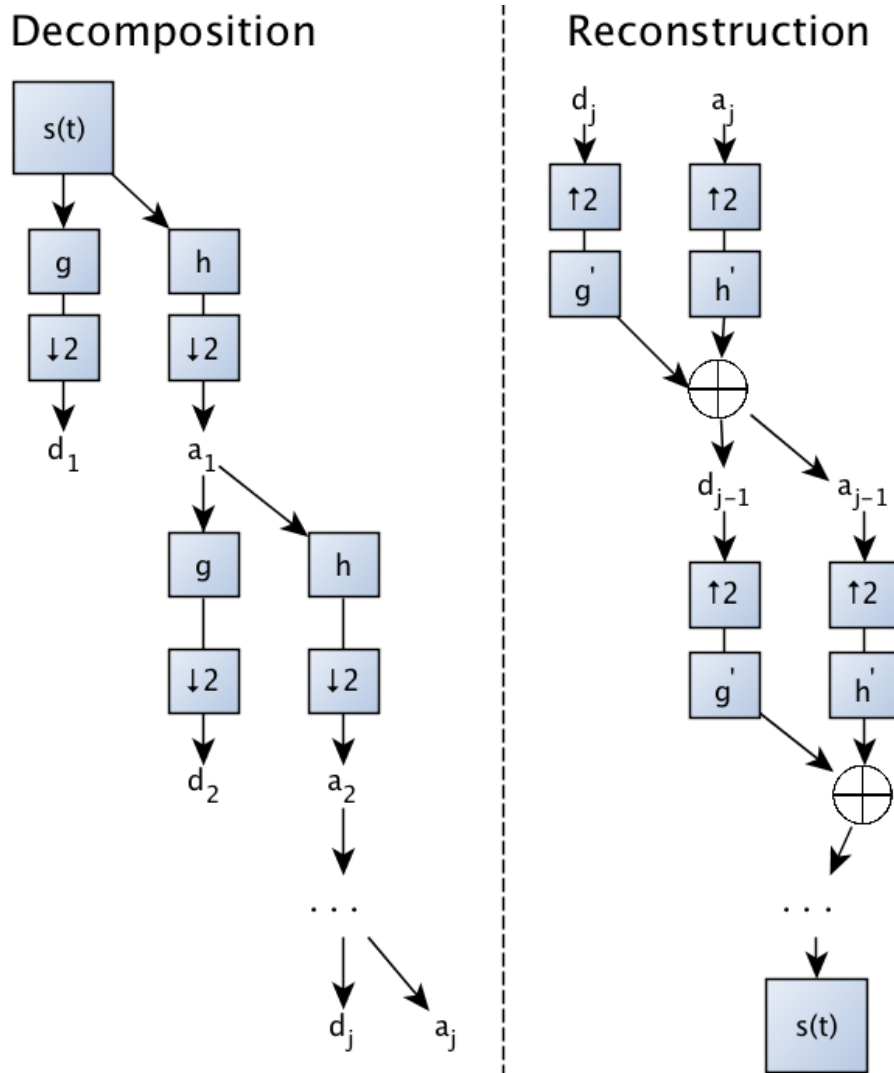 Decomposition
s(t)
g h
↓2 ↓2
d1 a1
g h
↓2 ↓2
d2 a2
...
dj aj
Reconstruction
dj aj
↑2 ↑2
g' h'
dj-1 aj-1
↑2 ↑2
g' h'
...
s(t)